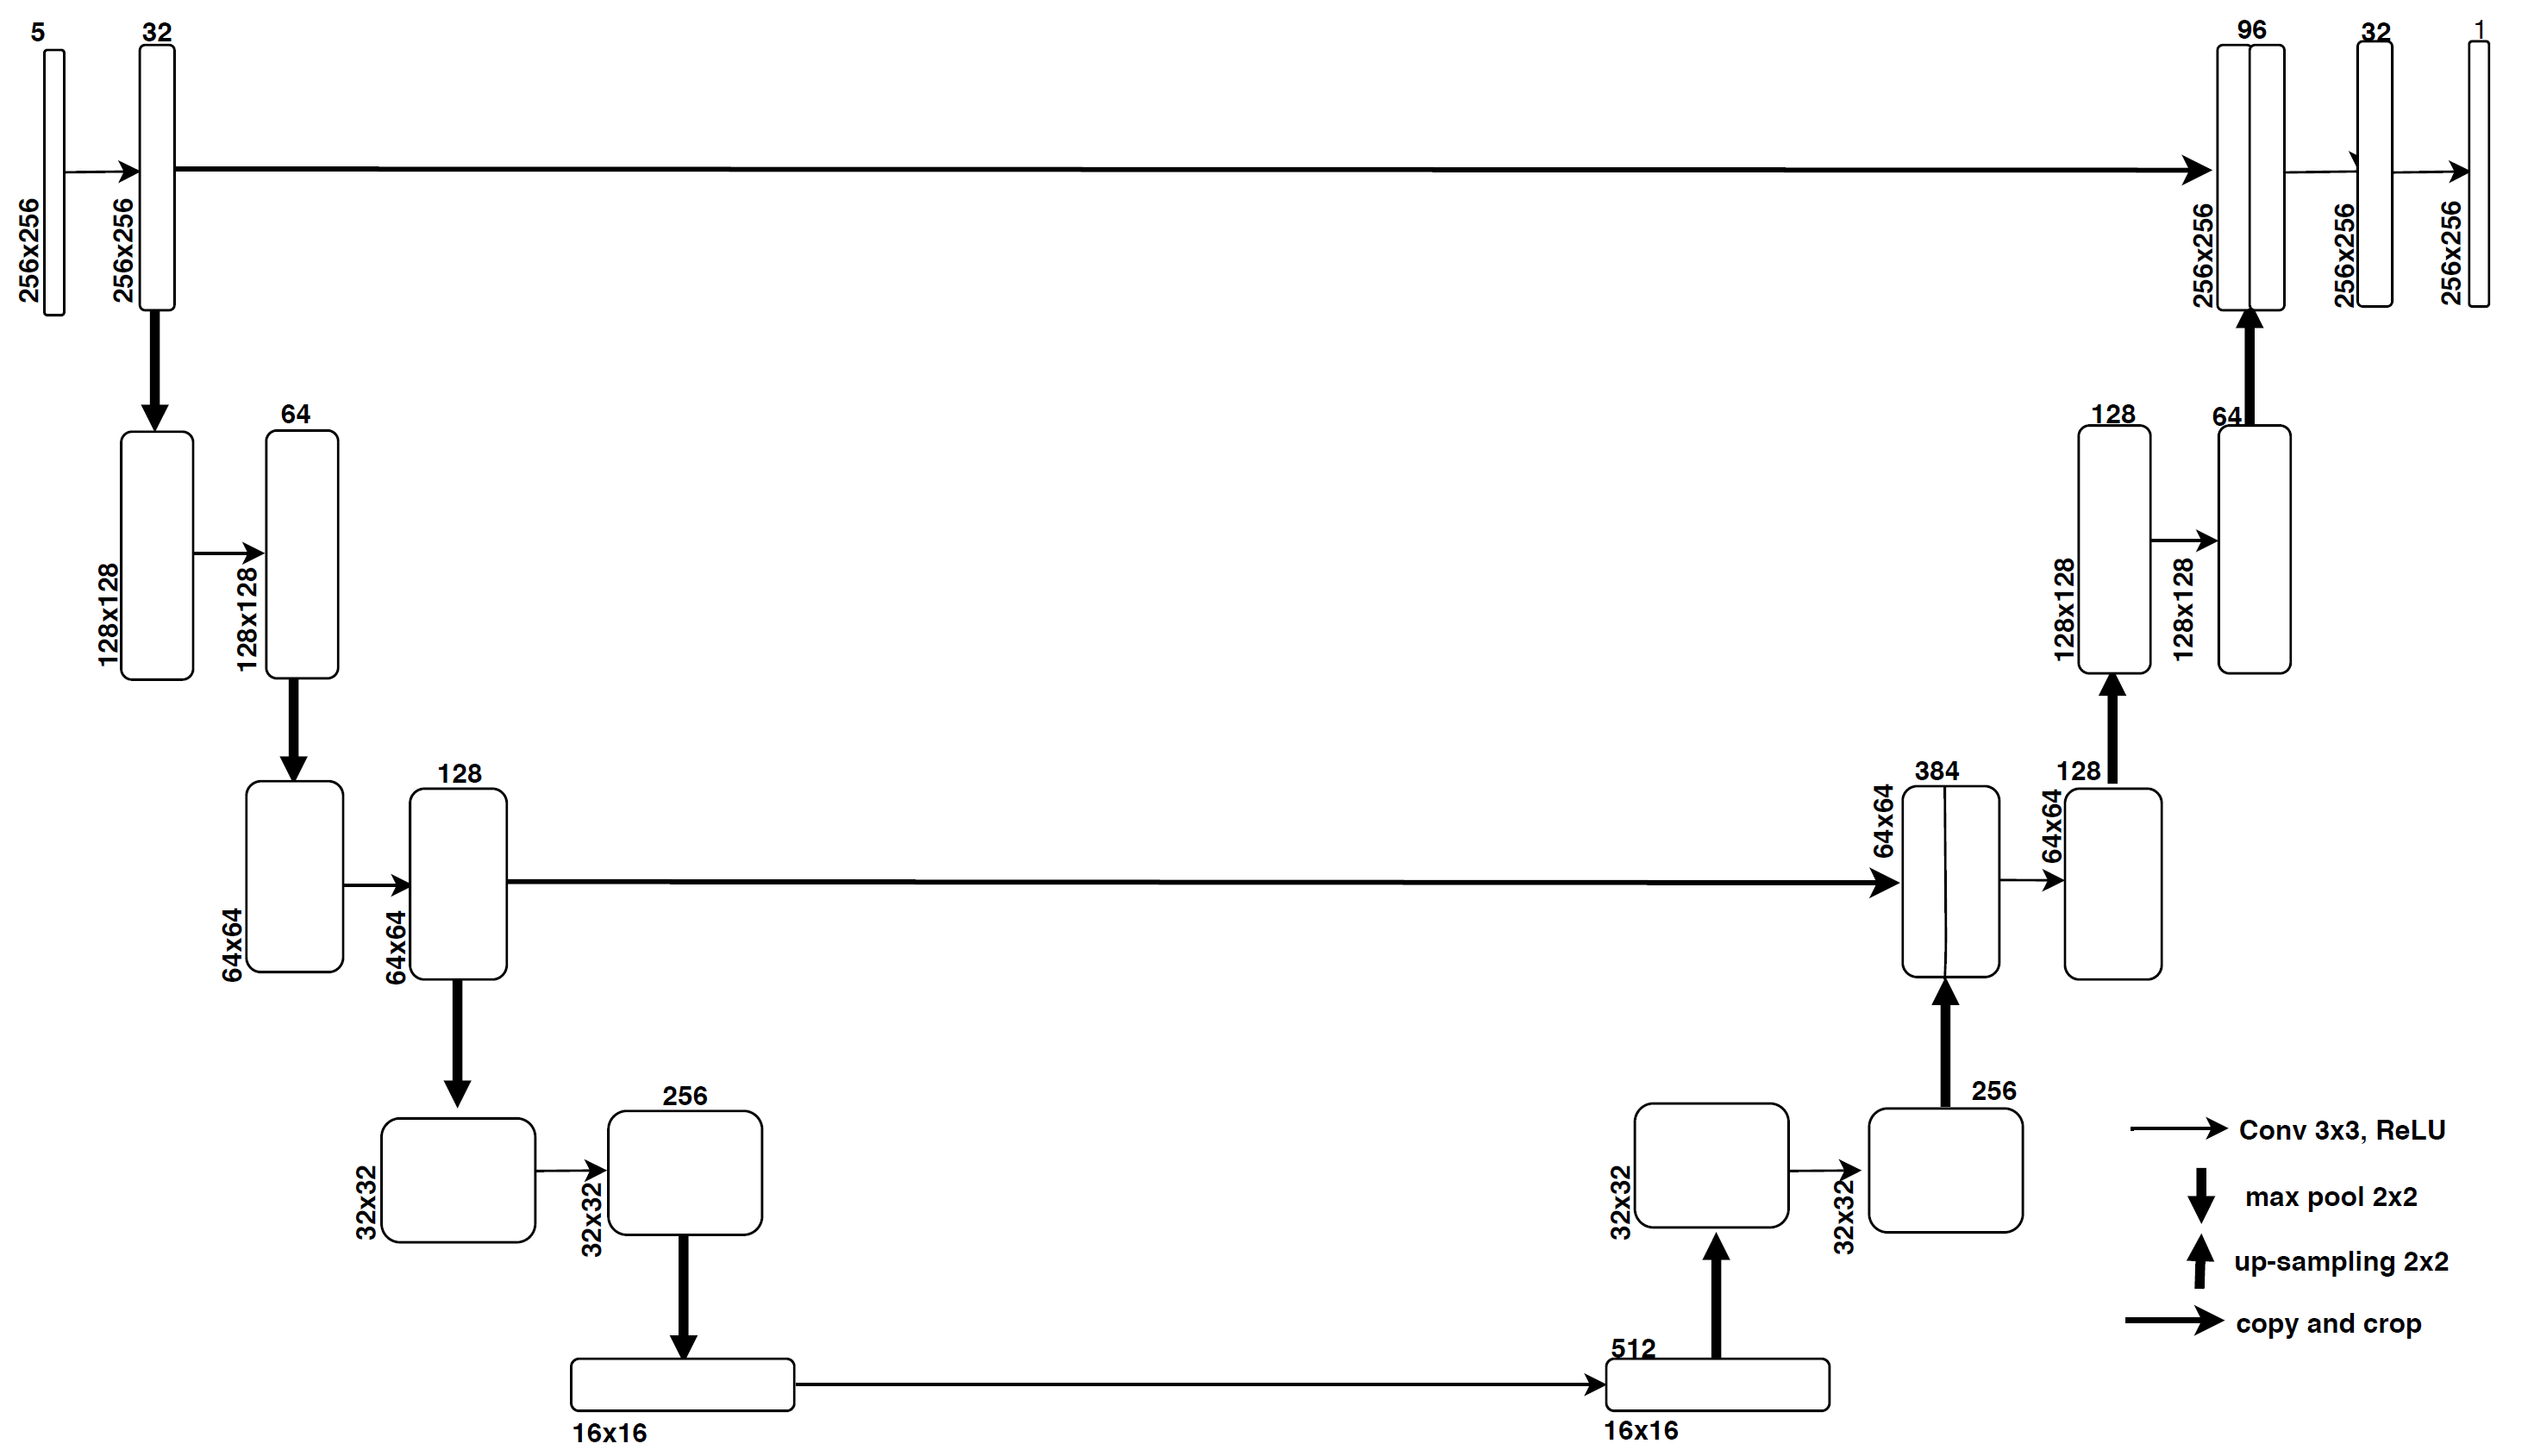 5
32
96
32
1
256x256
256x256
256x256
256x256
256x256
64
128
64
128x128
128x128
128x128
128x128
128
384
128
64x64
64x64
64x64
64x64
256
256
32x32
32x32
32x32
32x32
Conv 3x3, ReLU
max pool 2x2
up-sampling 2x2
copy and crop
512
16x16
16x16